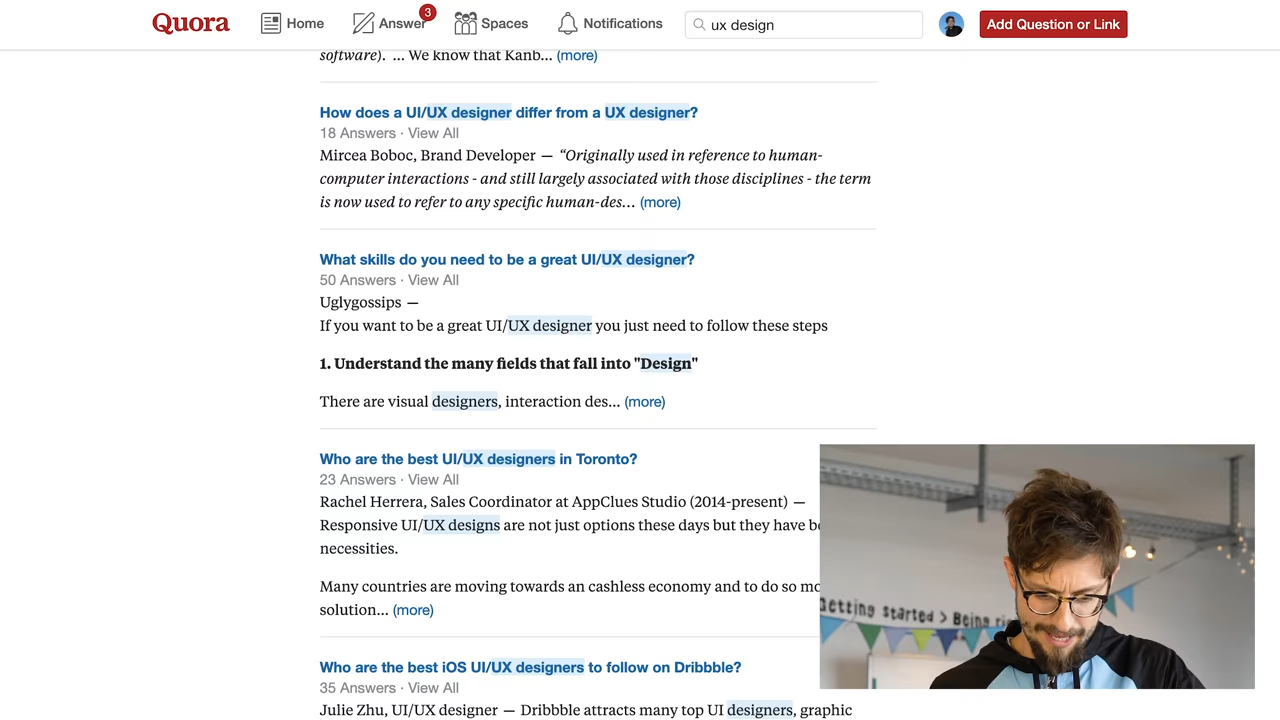 Quora
Home
Answer
3
Spaces
Notifications
ux design
Add Question or Link
software). ... We know that Kanb... (more)
How does a UI/UX designer differ from a UX designer?
18 Answers · View All
Mircea Boboc, Brand Developer — “Originally used in reference to human-
computer interactions - and still largely associated with those disciplines - the term
is now used to refer to any specific human-des... (more)
What skills do you need to be a great UI/UX designer?
50 Answers · View All
Uglygossips —
If you want to be a great UI/UX designer you just need to follow these steps
1. Understand the many fields that fall into "Design"
There are visual designers, interaction des... (more)
Who are the best UI/UX designers in Toronto?
23 Answers · View All
Rachel Herrera, Sales Coordinator at AppClues Studio (2014-present) —
Responsive UI/UX designs are not just options these days but they have
necessities.
Many countries are moving towards an cashless economy and to do so
solution... (more)
Getting started > Being
Who are the best iOS UI/UX designers to follow on Dribbble?
35 Answers · View All
Julie Zhu, UI/UX designer — Dribbble attracts many top UI designers, graphic